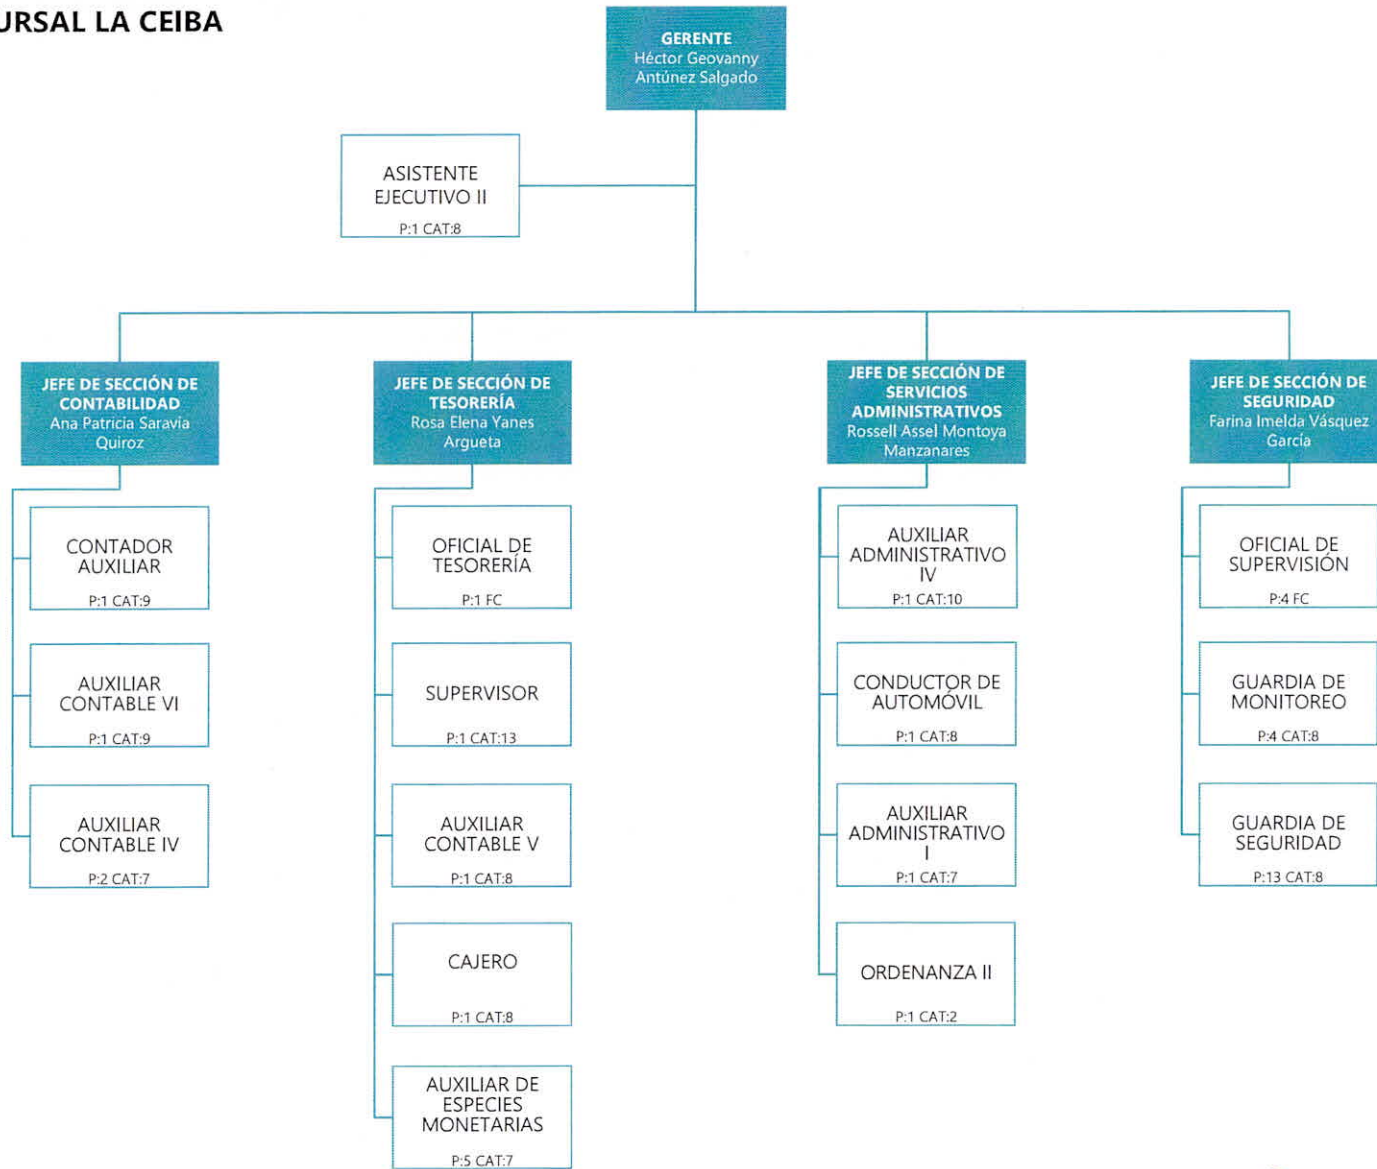 URSAL LA CEIBA
GERENTE
Héctor Geovanny
Antúnez Salgado
ASISTENTE
EJECUTIVO II
P:1 CAT:8
JEFE DE SECCIÓN DE
CONTABILIDAD
Ana Patricia Saravia
Quiroz
CONTADOR
AUXILIAR
P:1 CAT:9
AUXILIAR
CONTABLE VI
P:1 CAT:9
AUXILIAR
CONTABLE IV
P:2 CAT:7
JEFE DE SECCIÓN DE
TESORERÍA
Rosa Elena Yanes
Argueta
OFICIAL DE
TESORERÍA
P:1 FC
SUPERVISOR
P:1 CAT:13
AUXILIAR
CONTABLE V
P:1 CAT:8
CAJERO
P:1 CAT:8
AUXILIAR DE
ESPECIES
MONETARIAS
P:5 CAT:7
JEFE DE SECCIÓN DE
SERVICIOS
ADMINISTRATIVOS
Rossell Assel Montoya
Manzanares
AUXILIAR
ADMINISTRATIVO
IV
P:1 CAT:10
CONDUCTOR DE
AUTOMÓVIL
P:1 CAT:8
AUXILIAR
ADMINISTRATIVO
I
P:1 CAT:7
ORDENANZA II
P:1 CAT:2
JEFE DE SECCIÓN DE
SEGURIDAD
Farina Imelda Vásquez
García
OFICIAL DE
SUPERVISIÓN
P:4 FC
GUARDIA DE
MONITOREO
P:4 CAT:8
GUARDIA DE
SEGURIDAD
P:13 CAT:8